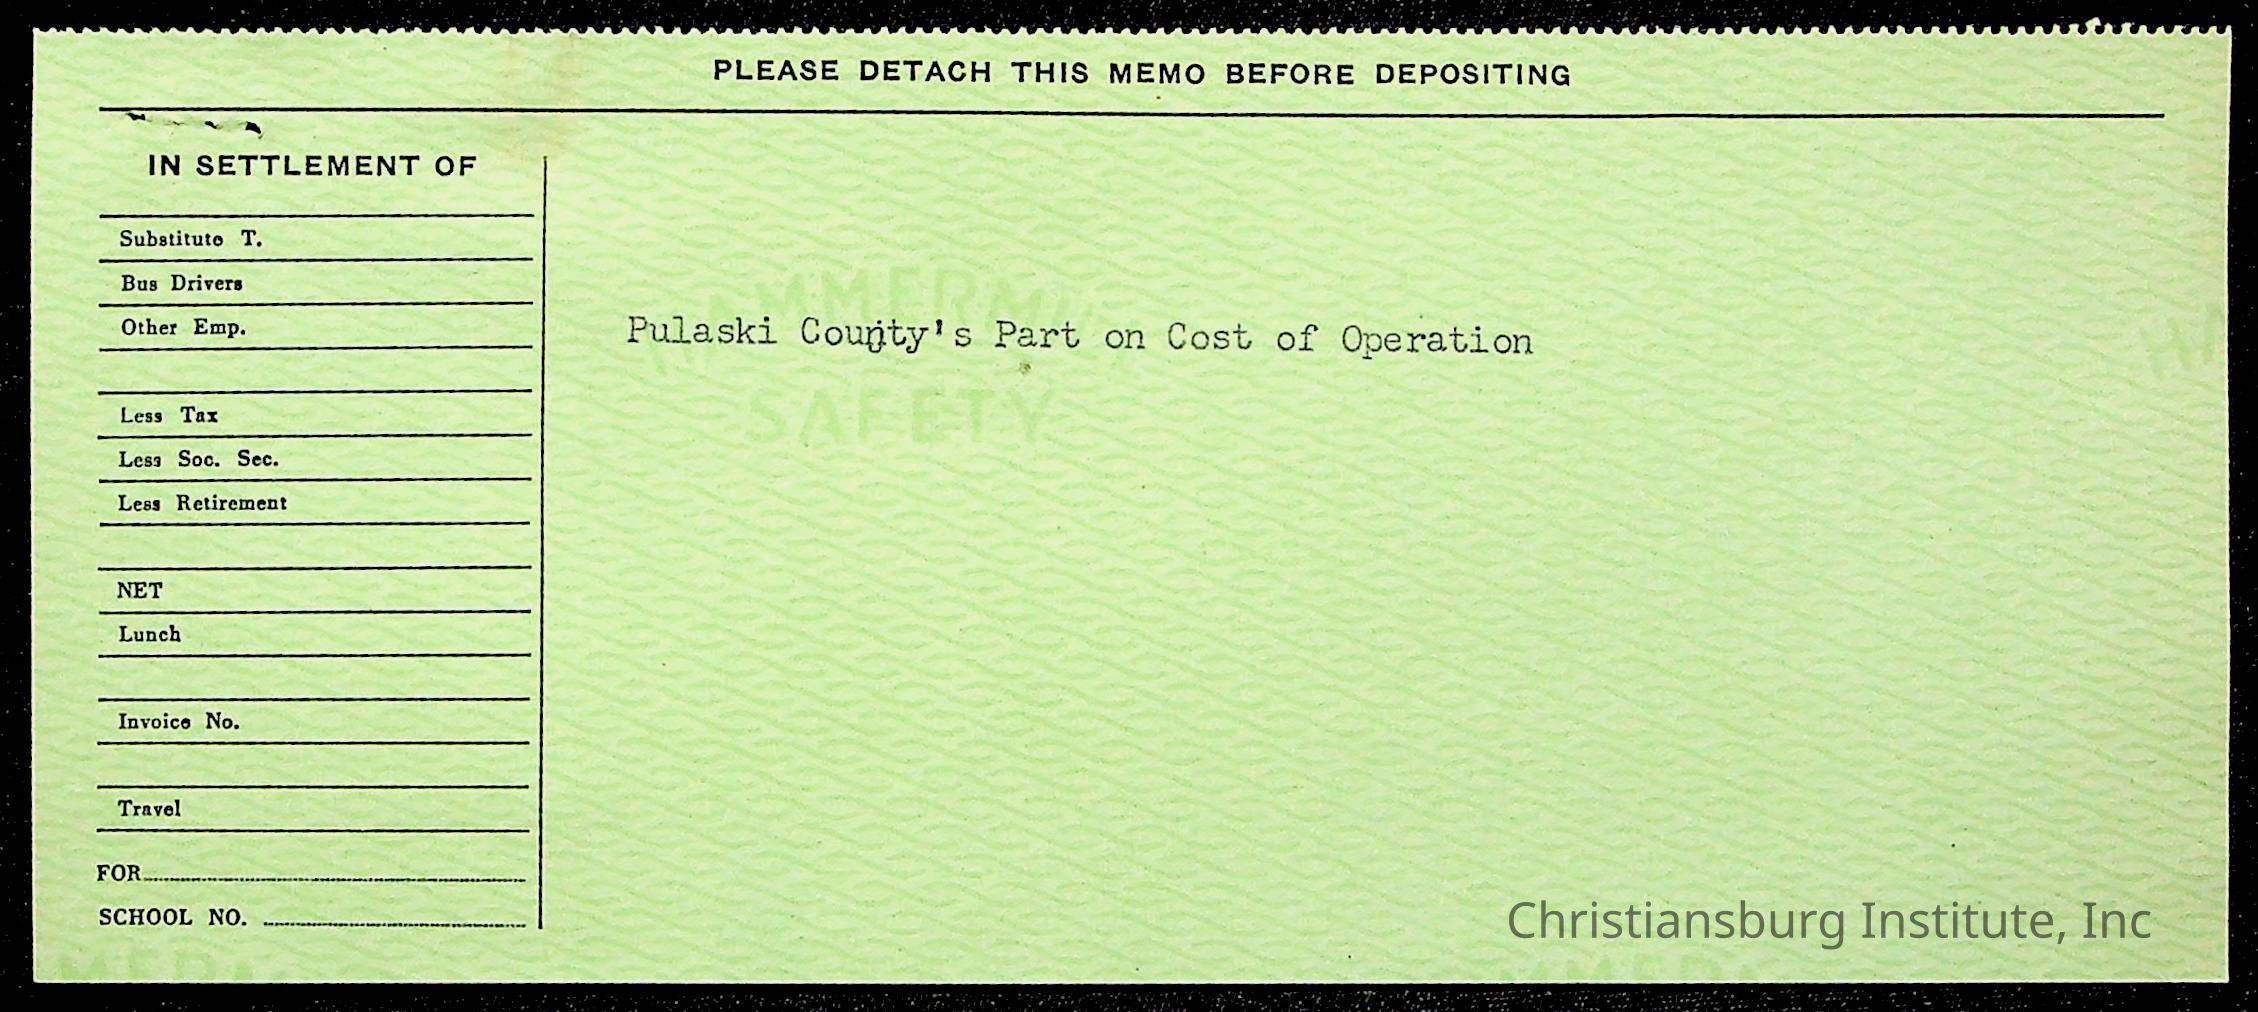 PLEASE DETACH THIS MEMO BEFORE DEPOSITING
IN SETTLEMENT OF
Substitute T.
Bus Drivers
Other Emp.
Less Tax
Less Soc. Sec.
Less Retirement
NET
Lunch
Invoice No.
Travel
FOR
SCHOOL NO.
Pulaski County's Part on Cost of Operation
SAFETY
Christiansburg Institute, Inc